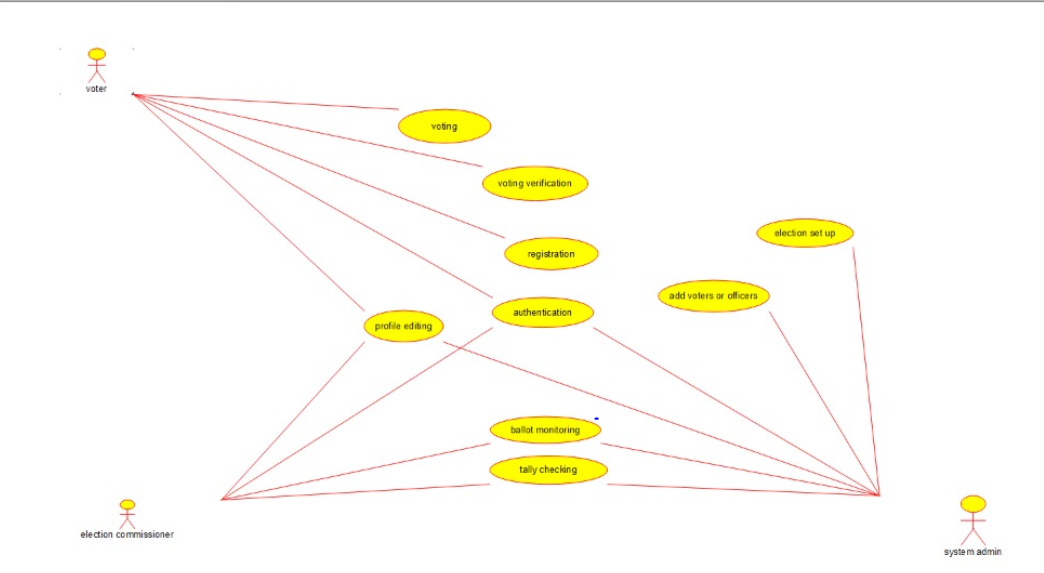 voter
voting
voting verification
election set up
registration
add voters or officers
authentication
profile editing
ballot monitoring
tally checking
election commissioner
system admin